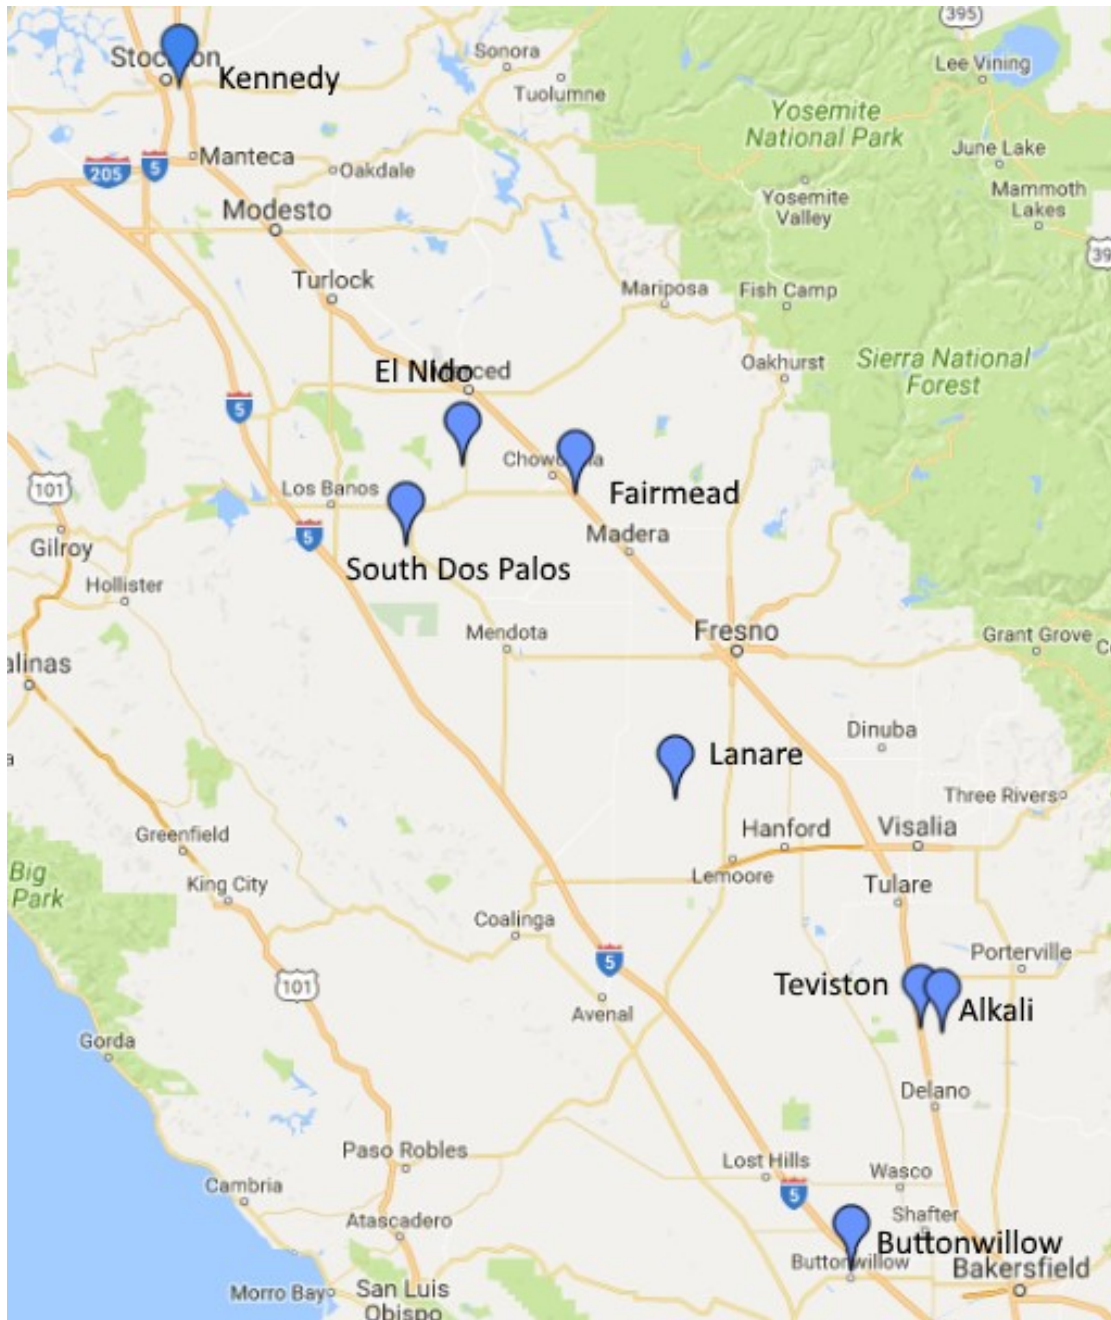 395
Stockton
Kennedy
Sonora
Lee Vining
Tuolumne
Yosemite
National Park
June Lake
Manteca
205
5
Oakdale
Mammoth
Lakes
Yosemite
Valley
Modesto
Turlock
Mariposa
Fish Camp
El Nido
Merced
Oakhurst
Sierra National
Forest
5
Chowchilla
101
Los Banos
Fairmead
5
Madera
Gilroy
South Dos Palos
Hollister
Mendota
Fresno
Grant Grove
alinas
Dinuba
Lanare
Three Rivers
Greenfield
Hanford
Visalia
Big
Park
King City
Lemoore
Tulare
Coalinga
5
Porterville
101
Teviston
Alkali
Avenal
Gorda
Delano
Paso Robles
Lost Hills
Wasco
5
Cambria
Shafter
Atascadero
Buttonwillow
Buttonwillow
Bakersfield
Morro Bay
San Luis
Obispo